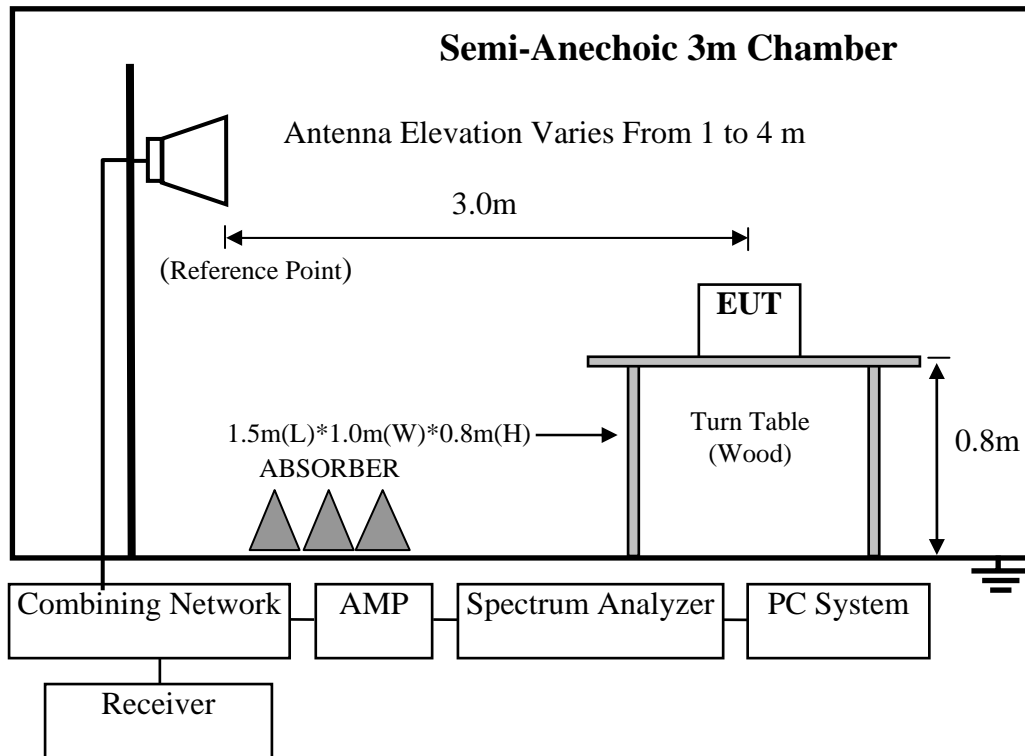 Semi-Anechoic 3m Chamber
Antenna Elevation Varies From 1 to 4 m
3.0m
(Reference Point)
EUT
1.5m(L)*1.0m(W)*0.8m(H)
ABSORBER
Turn Table
(Wood)
0.8m
Combining Network
AMP
Spectrum Analyzer
PC System
Receiver